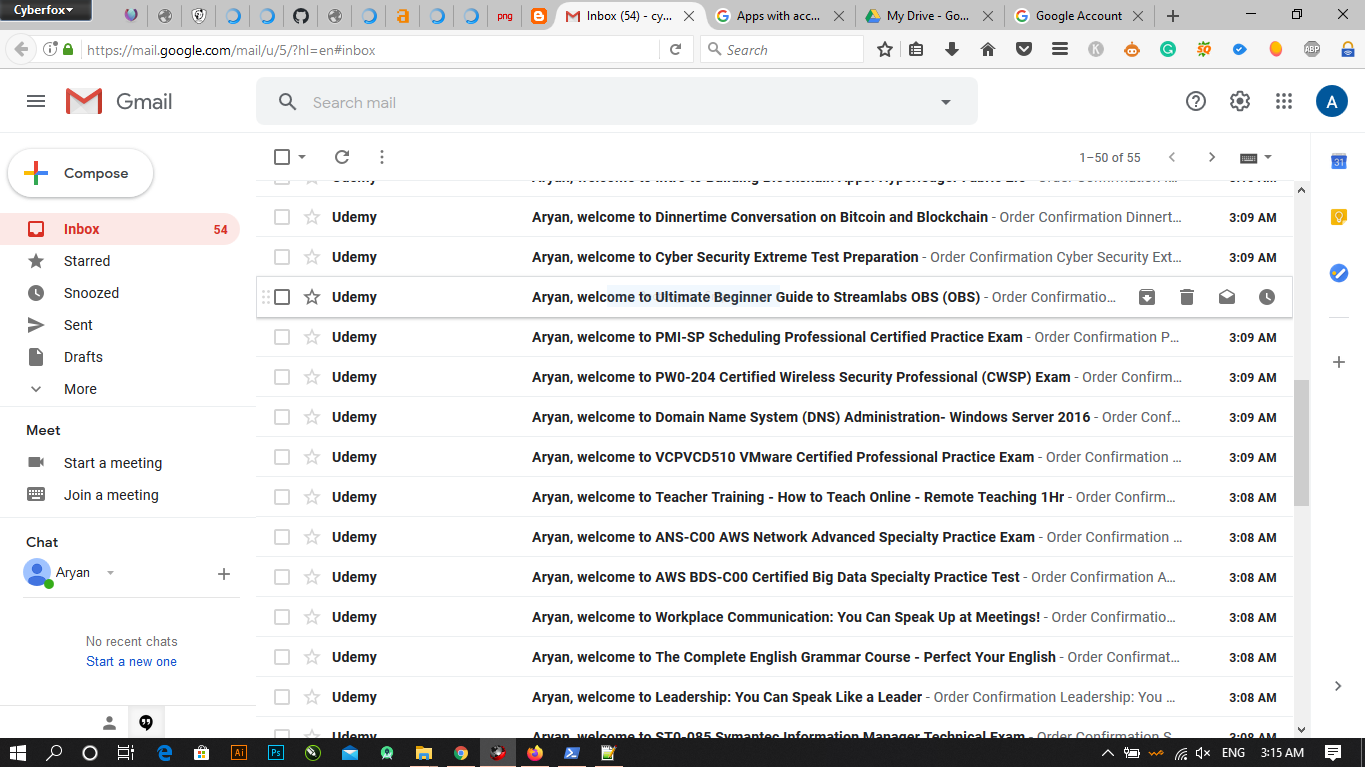 Cyberfox
png
Inbox (54) - cy...
Apps with acc...
My Drive - Goo...
Google Account
https://mail.google.com/mail/u/5/?hl=en#inbox
Search
ABP
Gmail
Search mail
A
Compose
1–50 of 55
31
Inbox 54
Starred
Snoozed
Sent
Drafts
More
Meet
Start a meeting
Join a meeting
Chat
Aryan
No recent chats
Start a new one
Udemy Aryan, welcome to Dinnertime Conversation on Bitcoin and Blockchain - Order Confirmation Dinnert... 3:09 AM
Udemy Aryan, welcome to Cyber Security Extreme Test Preparation - Order Confirmation Cyber Security Ext... 3:09 AM
Udemy Aryan, welcome to Ultimate Beginner Guide to Streamlabs OBS (OBS) - Order Confirmatio...
Udemy Aryan, welcome to PMI-SP Scheduling Professional Certified Practice Exam - Order Confirmation P... 3:09 AM
Udemy Aryan, welcome to PW0-204 Certified Wireless Security Professional (CWSP) Exam - Order Confirm... 3:09 AM
Udemy Aryan, welcome to Domain Name System (DNS) Administration- Windows Server 2016 - Order Conf... 3:09 AM
Udemy Aryan, welcome to VCPVCD510 VMware Certified Professional Practice Exam - Order Confirmation ... 3:09 AM
Udemy Aryan, welcome to Teacher Training - How to Teach Online - Remote Teaching 1Hr - Order Confirm... 3:08 AM
Udemy Aryan, welcome to ANS-C00 AWS Network Advanced Specialty Practice Exam - Order Confirmation ... 3:08 AM
Udemy Aryan, welcome to AWS BDS-C00 Certified Big Data Specialty Practice Test - Order Confirmation A... 3:08 AM
Udemy Aryan, welcome to Workplace Communication: You Can Speak Up at Meetings! - Order Confirmatio... 3:08 AM
Udemy Aryan, welcome to The Complete English Grammar Course - Perfect Your English - Order Confirmat... 3:08 AM
Udemy Aryan, welcome to Leadership: You Can Speak Like a Leader - Order Confirmation Leadership: You ... 3:08 AM
Udemy Aryan, welcome to ST0-085 Symantec Information Manager Technical Exam - Order Confirmation S... 3:08 AM
Ai
Ps
ENG
3:15 AM